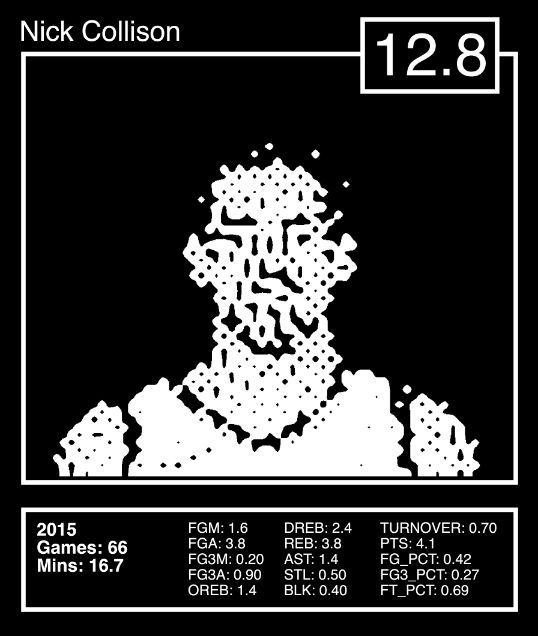 Nick Collison
12.8
2015
Games: 66
Mins: 16.7
FGM: 1.6
FGA: 3.8
FG3M: 0.20
FG3A: 0.90
OREB: 1.4
DREB: 2.4
REB: 3.8
AST: 1.4
STL: 0.50
BLK: 0.40
TURNOVER: 0.70
PTS: 4.1
FG_PCT: 0.42
FG3_PCT: 0.27
FT_PCT: 0.69